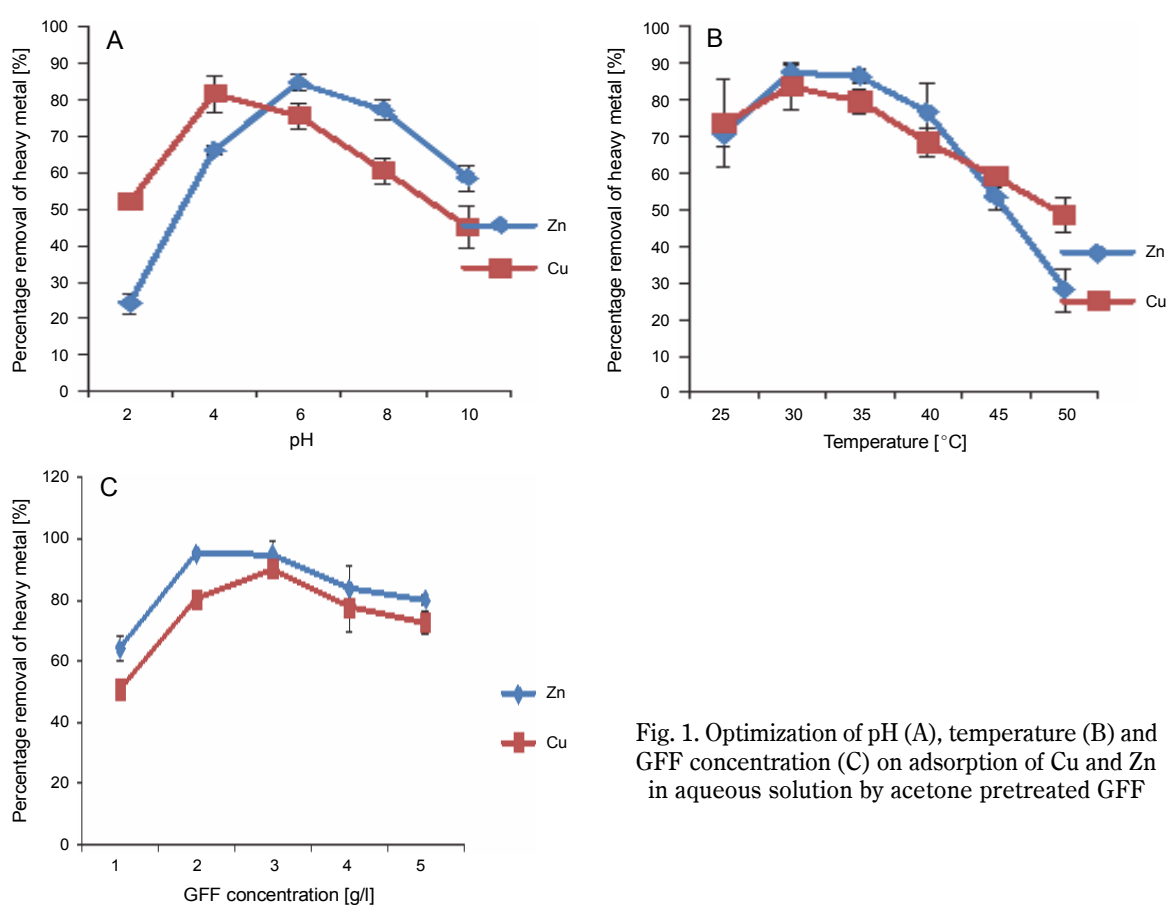 A
Percentage removal of heavy metal [%]
100
90
80
70
60
50
40
30
20
10
0
2 4 6 8 10
pH
Zn
Cu
B
Percentage removal of heavy metal [%]
100
90
80
70
60
50
40
30
20
10
0
25 30 35 40 45 50
Temperature [°C]
Zn
Cu
C
Percentage removal of heavy metal [%]
120
100
80
60
40
20
0
1 2 3 4 5
GFF concentration [g/l]
Zn
Cu
Fig. 1. Optimization of pH (A), temperature (B) and
GFF concentration (C) on adsorption of Cu and Zn
in aqueous solution by acetone pretreated GFF